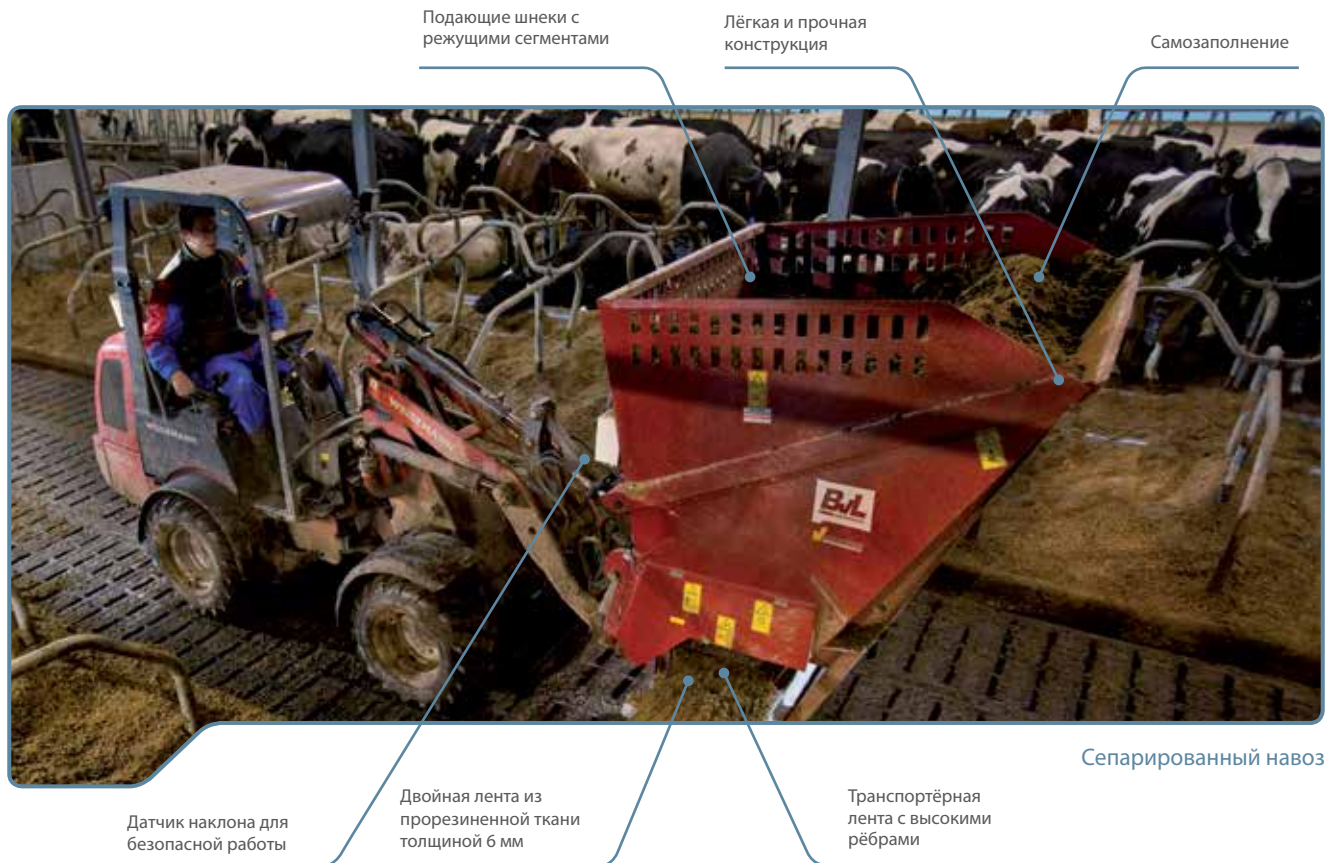 Подающие шнеки с
режущими сегментами
Лёгкая и прочная
конструкция
Самозаполнение
WEIDEMANN
BvL
Сепарированный навоз
Датчик наклона для
безопасной работы
Двойная лента из
прорезиненной ткани
толщиной 6 мм
Транспортёрная
лента с высокими
рёбрами